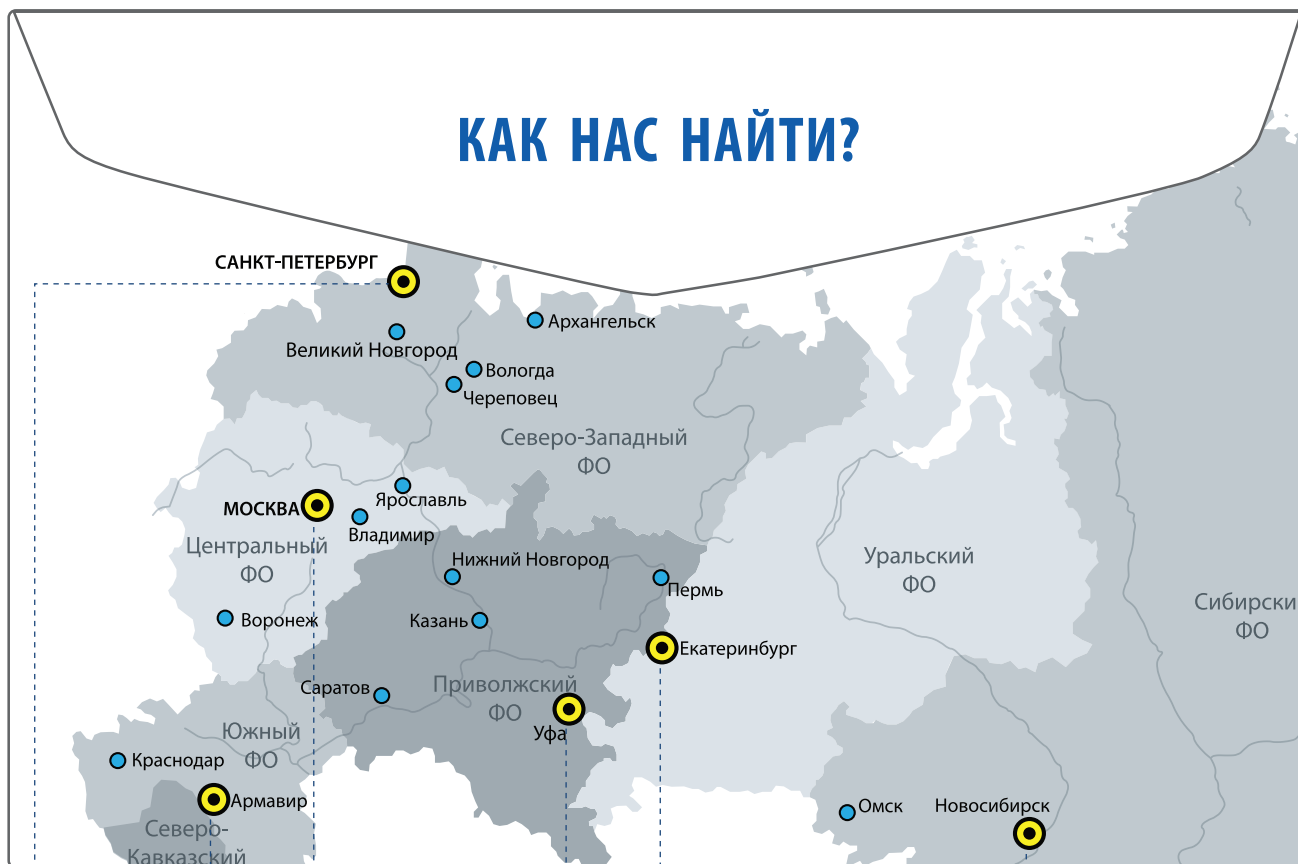 КАК НАС НАЙТИ?
САНКТ-ПЕТЕРБУРГ
Архангельск
Великий Новгород
Вологда
Череповец
Северо-Западный
ФО
Ярославль
МОСКВА
Владимир
Центральный
ФО
Нижний Новгород
Уральский
ФО
Пермь
Сибирски
ФО
Воронеж
Казань
Екатеринбург
Саратов
Приволжский
ФО
Уфа
Южный
ФО
Краснодар
Армавир
Омск
Новосибирск
Северо-
Кавказский